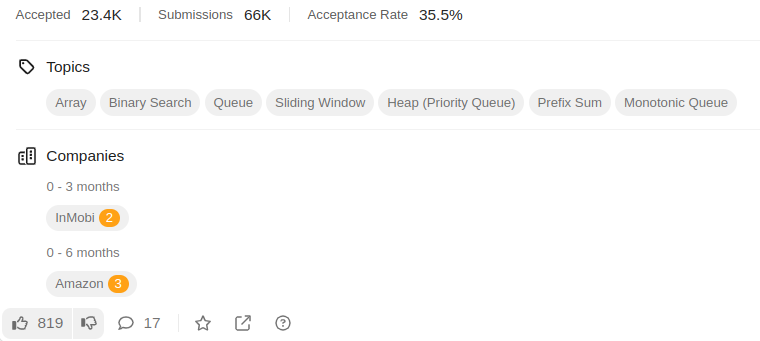 Accepted 23.4K Submissions 66K Acceptance Rate 35.5%
Topics
Array Binary Search Queue Sliding Window Heap (Priority Queue) Prefix Sum Monotonic Queue
Companies
0 - 3 months
InMobi 2
0 - 6 months
Amazon 3
819 17